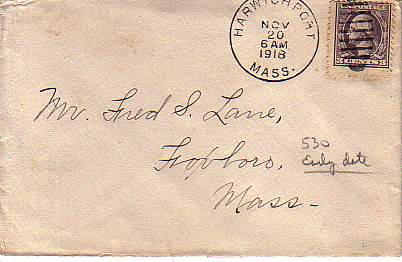 HARWICHPORT
NOV
20
6 AM
1918
MASS.
Mr. Fred S. Lane,
Foxboro,
Mass-
530
Early date